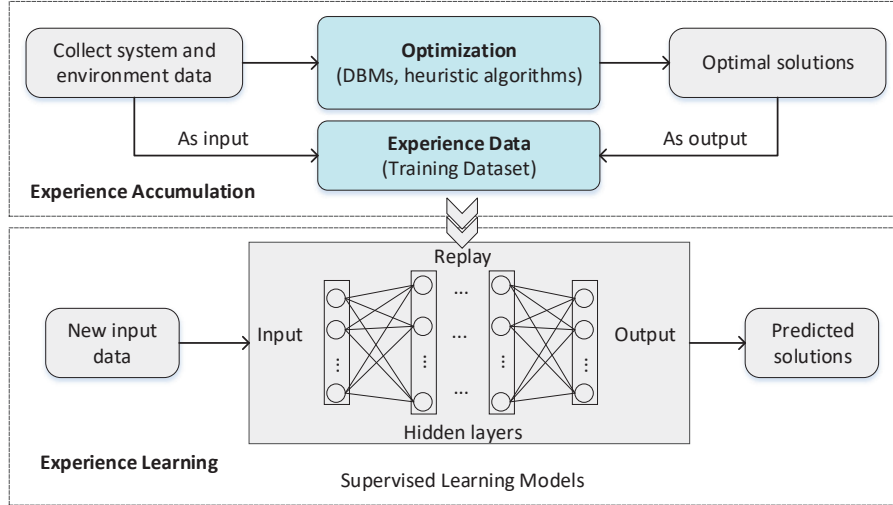 Collect system and
environment data
Optimization
(DBMs, heuristic algorithms)
Optimal solutions
As input
Experience Data
(Training Dataset)
As output
Experience Accumulation
Replay
New input
data
Input
...
...
...
...
...
...
...
...
Output
Predicted
solutions
Hidden layers
Experience Learning
Supervised Learning Models